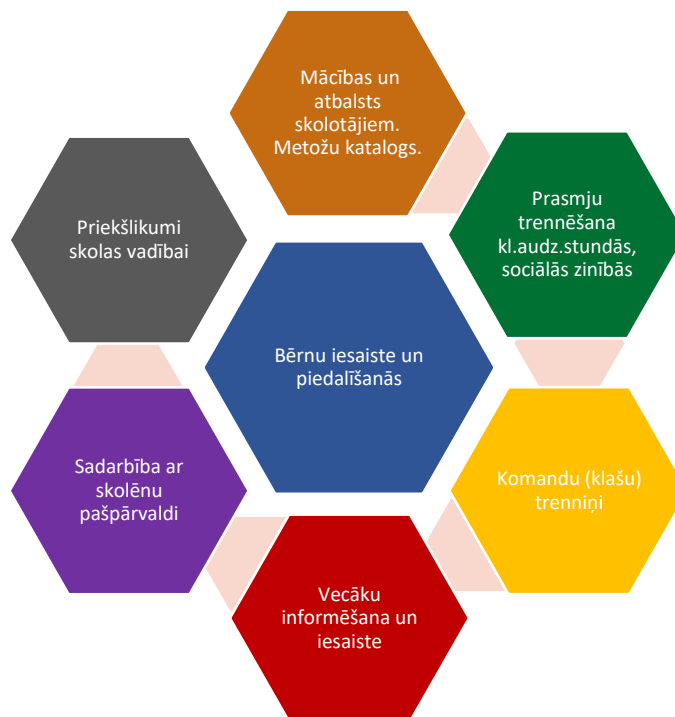 Mācības un
atbalsts
skolotājiem.
Metožu katalogs.
Prasmju
trennēšana
kl.audz.stundās,
sociālās zinībās
Komandu (klašu)
trenniņi
Vecāku
informēšana un
iesaiste
Sadarbība ar
skolēnu
pašpārvaldi
Priekšlikumi
skolas vadībai
Bērnu iesaiste un
piedalīšanās